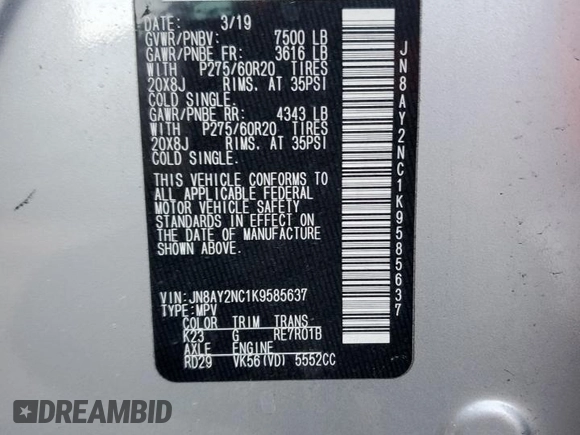 3/19
GVWR/PNBV: 7500 LB
GAWR/PNBE FR: 3616 LB
WITH P275/60R20 TIRES
20X8J RIMS. AT 35PSI
COLD SINGLE.
GAWR/PNBE RR: 4343 LB
WITH P275/60R20 TIRES
20X8J RIMS. AT 35PSI
COLD SINGLE.
THIS VEHICLE CONFORMS TO
ALL APPLICABLE FEDERAL
MOTOR VEHICLE SAFETY
STANDARDS IN EFFECT ON
THE DATE OF MANUFACTURE
SHOWN ABOVE.
VIN: JN8AY2NC1K9585637
TYPE: MPV
COLOR TRIM TRANS
K23 G RE7R01B
AXLE ENGINE
RD29 VK56(VD) 5552CC
JN8AY2NC1K9585637
DREAMBID